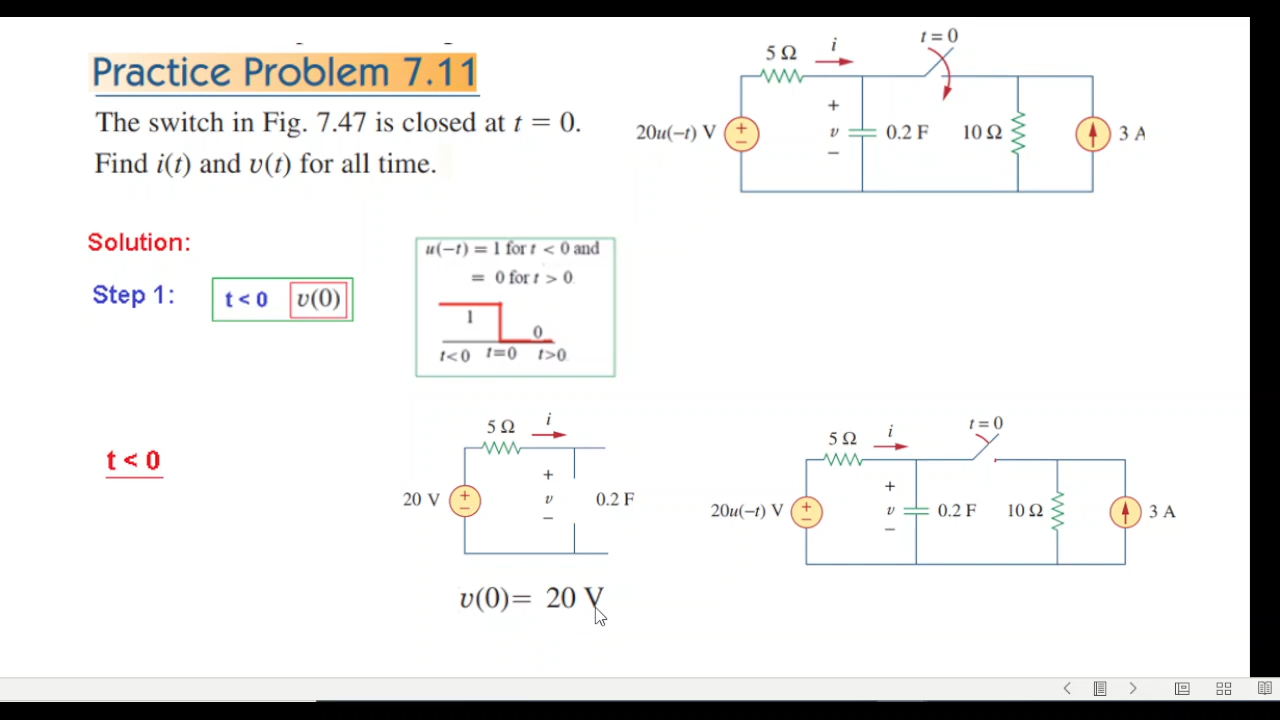 Practice Problem 7.11
The switch in Fig. 7.47 is closed at t = 0.
Find i(t) and v(t) for all time.
5 Ω
i
t = 0
20u(−t) V
+
−
+
v
−
0.2 F
10 Ω
3 A
Solution:
Step 1:
t < 0
v(0)
u(−t) = 1 for t < 0 and
= 0 for t > 0
1
0
t<0
t=0
t>0
t < 0
5 Ω
i
20 V
+
−
+
v
−
0.2 F
v(0)= 20 V
5 Ω
i
t = 0
20u(−t) V
+
−
+
v
−
0.2 F
10 Ω
3 A